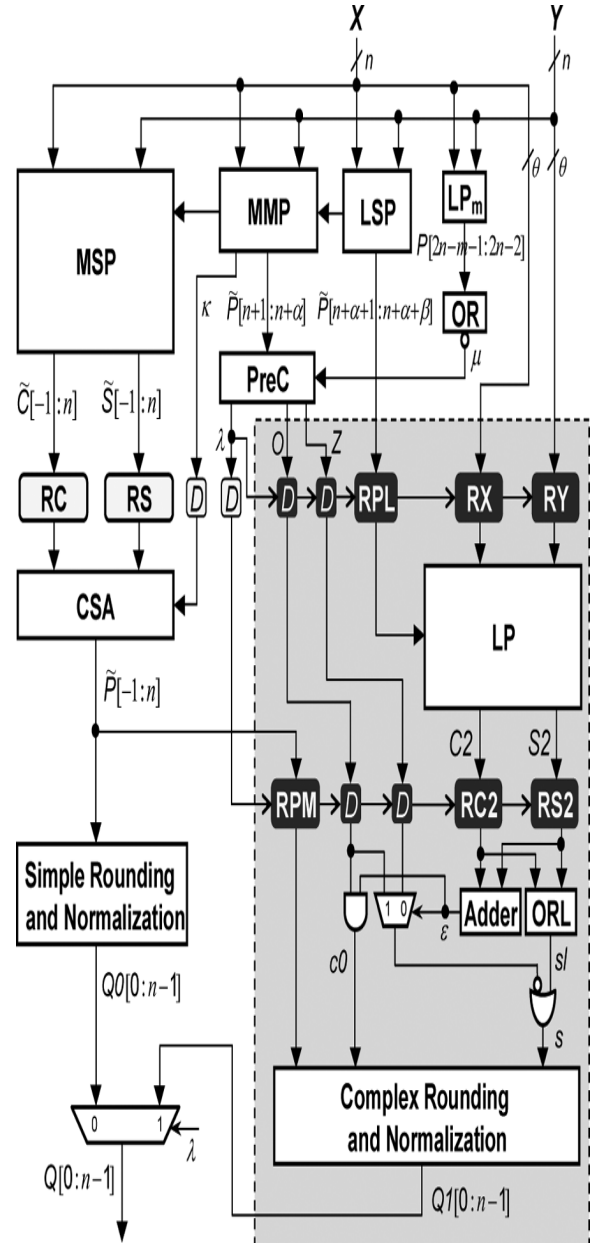 X Y
n n
θ θ
MSP MMP LSP LPm
P[2n−m−1:2n−2]
κ P̃[n+1:n+α] P̃[n+α+1:n+α+β] OR
μ
PreC
C̃[−1:n] S̃[−1:n]
λ O Z
RC RS D D D D RPL RX RY
CSA LP
P̃[−1:n]
C2 S2
RPM D D RC2 RS2
Simple Rounding
and Normalization
1 0 ε Adder ORL
c0 sl
Q0[0:n−1]
s
Complex Rounding
and Normalization
0 1
λ
Q[0:n−1] Q1[0:n−1]